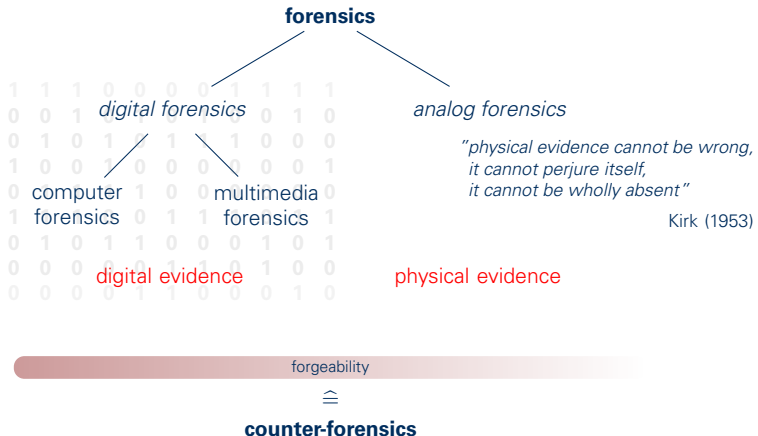 forensics
digital forensics
analog forensics
"physical evidence cannot be wrong,
it cannot perjure itself,
it cannot be wholly absent"
Kirk (1953)
computer
forensics
multimedia
forensics
digital evidence
physical evidence
forgeability
≙
counter-forensics